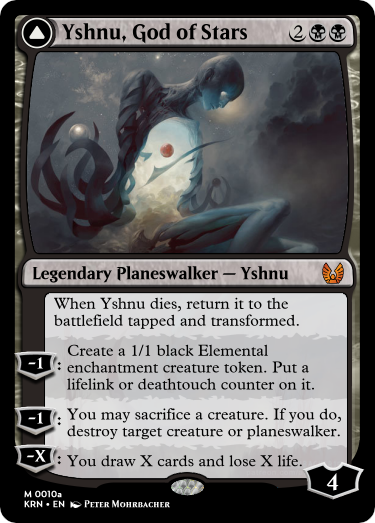 Yshnu, God of Stars 2
Legendary Planeswalker — Yshnu
When Yshnu dies, return it to the
battlefield tapped and transformed.
-1: Create a 1/1 black Elemental
enchantment creature token. Put a
lifelink or deathtouch counter on it.
-1: You may sacrifice a creature. If you do,
destroy target creature or planeswalker.
-X: You draw X cards and lose X life.
4
M 0010a
KRN • EN Peter Mohrbacher